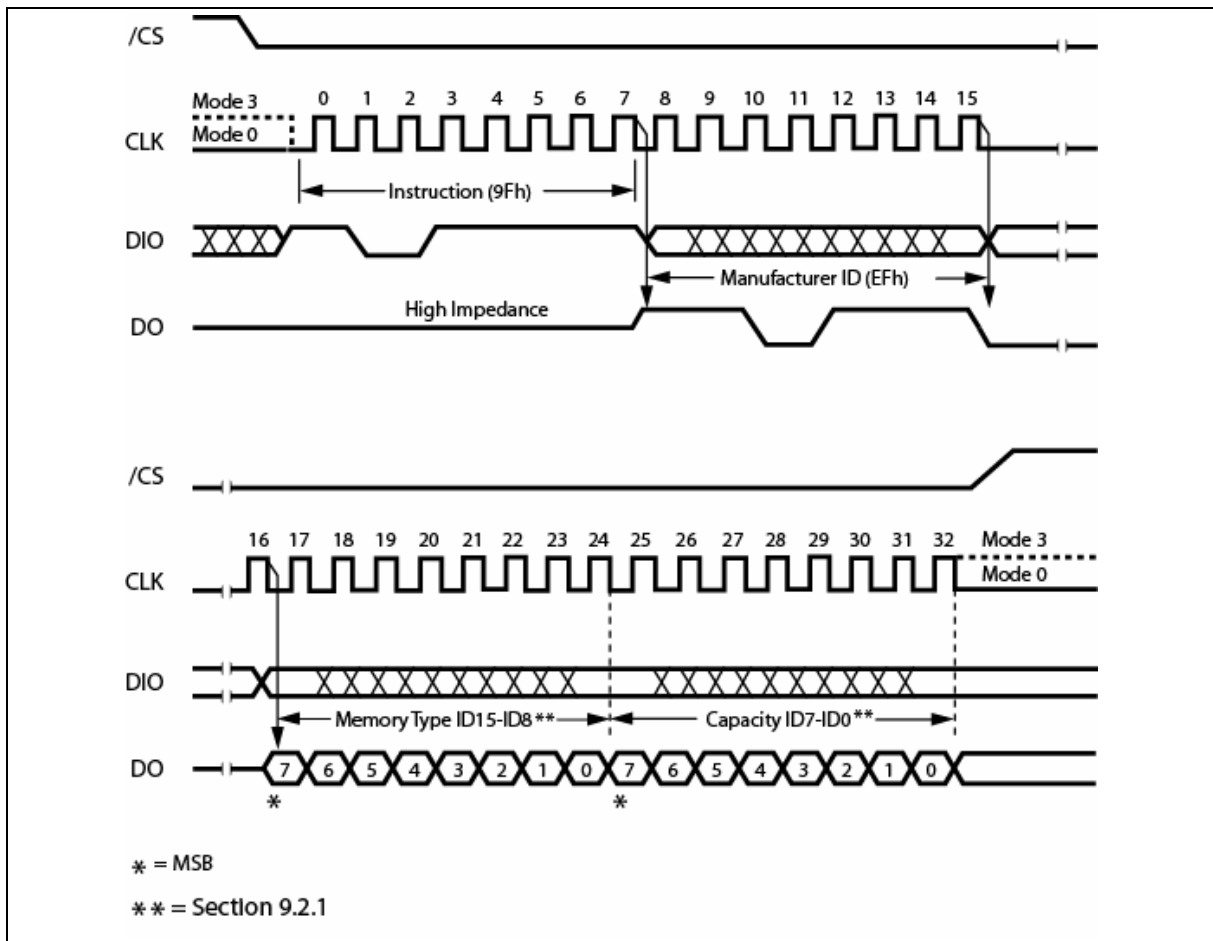 /CS
Mode 3
0 1 2 3 4 5 6 7 8 9 10 11 12 13 14 15
CLK
Mode 0
Instruction (9Fh)
DIO
Manufacturer ID (EFh)
High Impedance
DO
/CS
16 17 18 19 20 21 22 23 24 25 26 27 28 29 30 31 32
Mode 3
CLK
Mode 0
DIO
Memory Type ID15-ID8** Capacity ID7-ID0**
DO
7 6 5 4 3 2 1 0 7 6 5 4 3 2 1 0
* *
* = MSB
** = Section 9.2.1